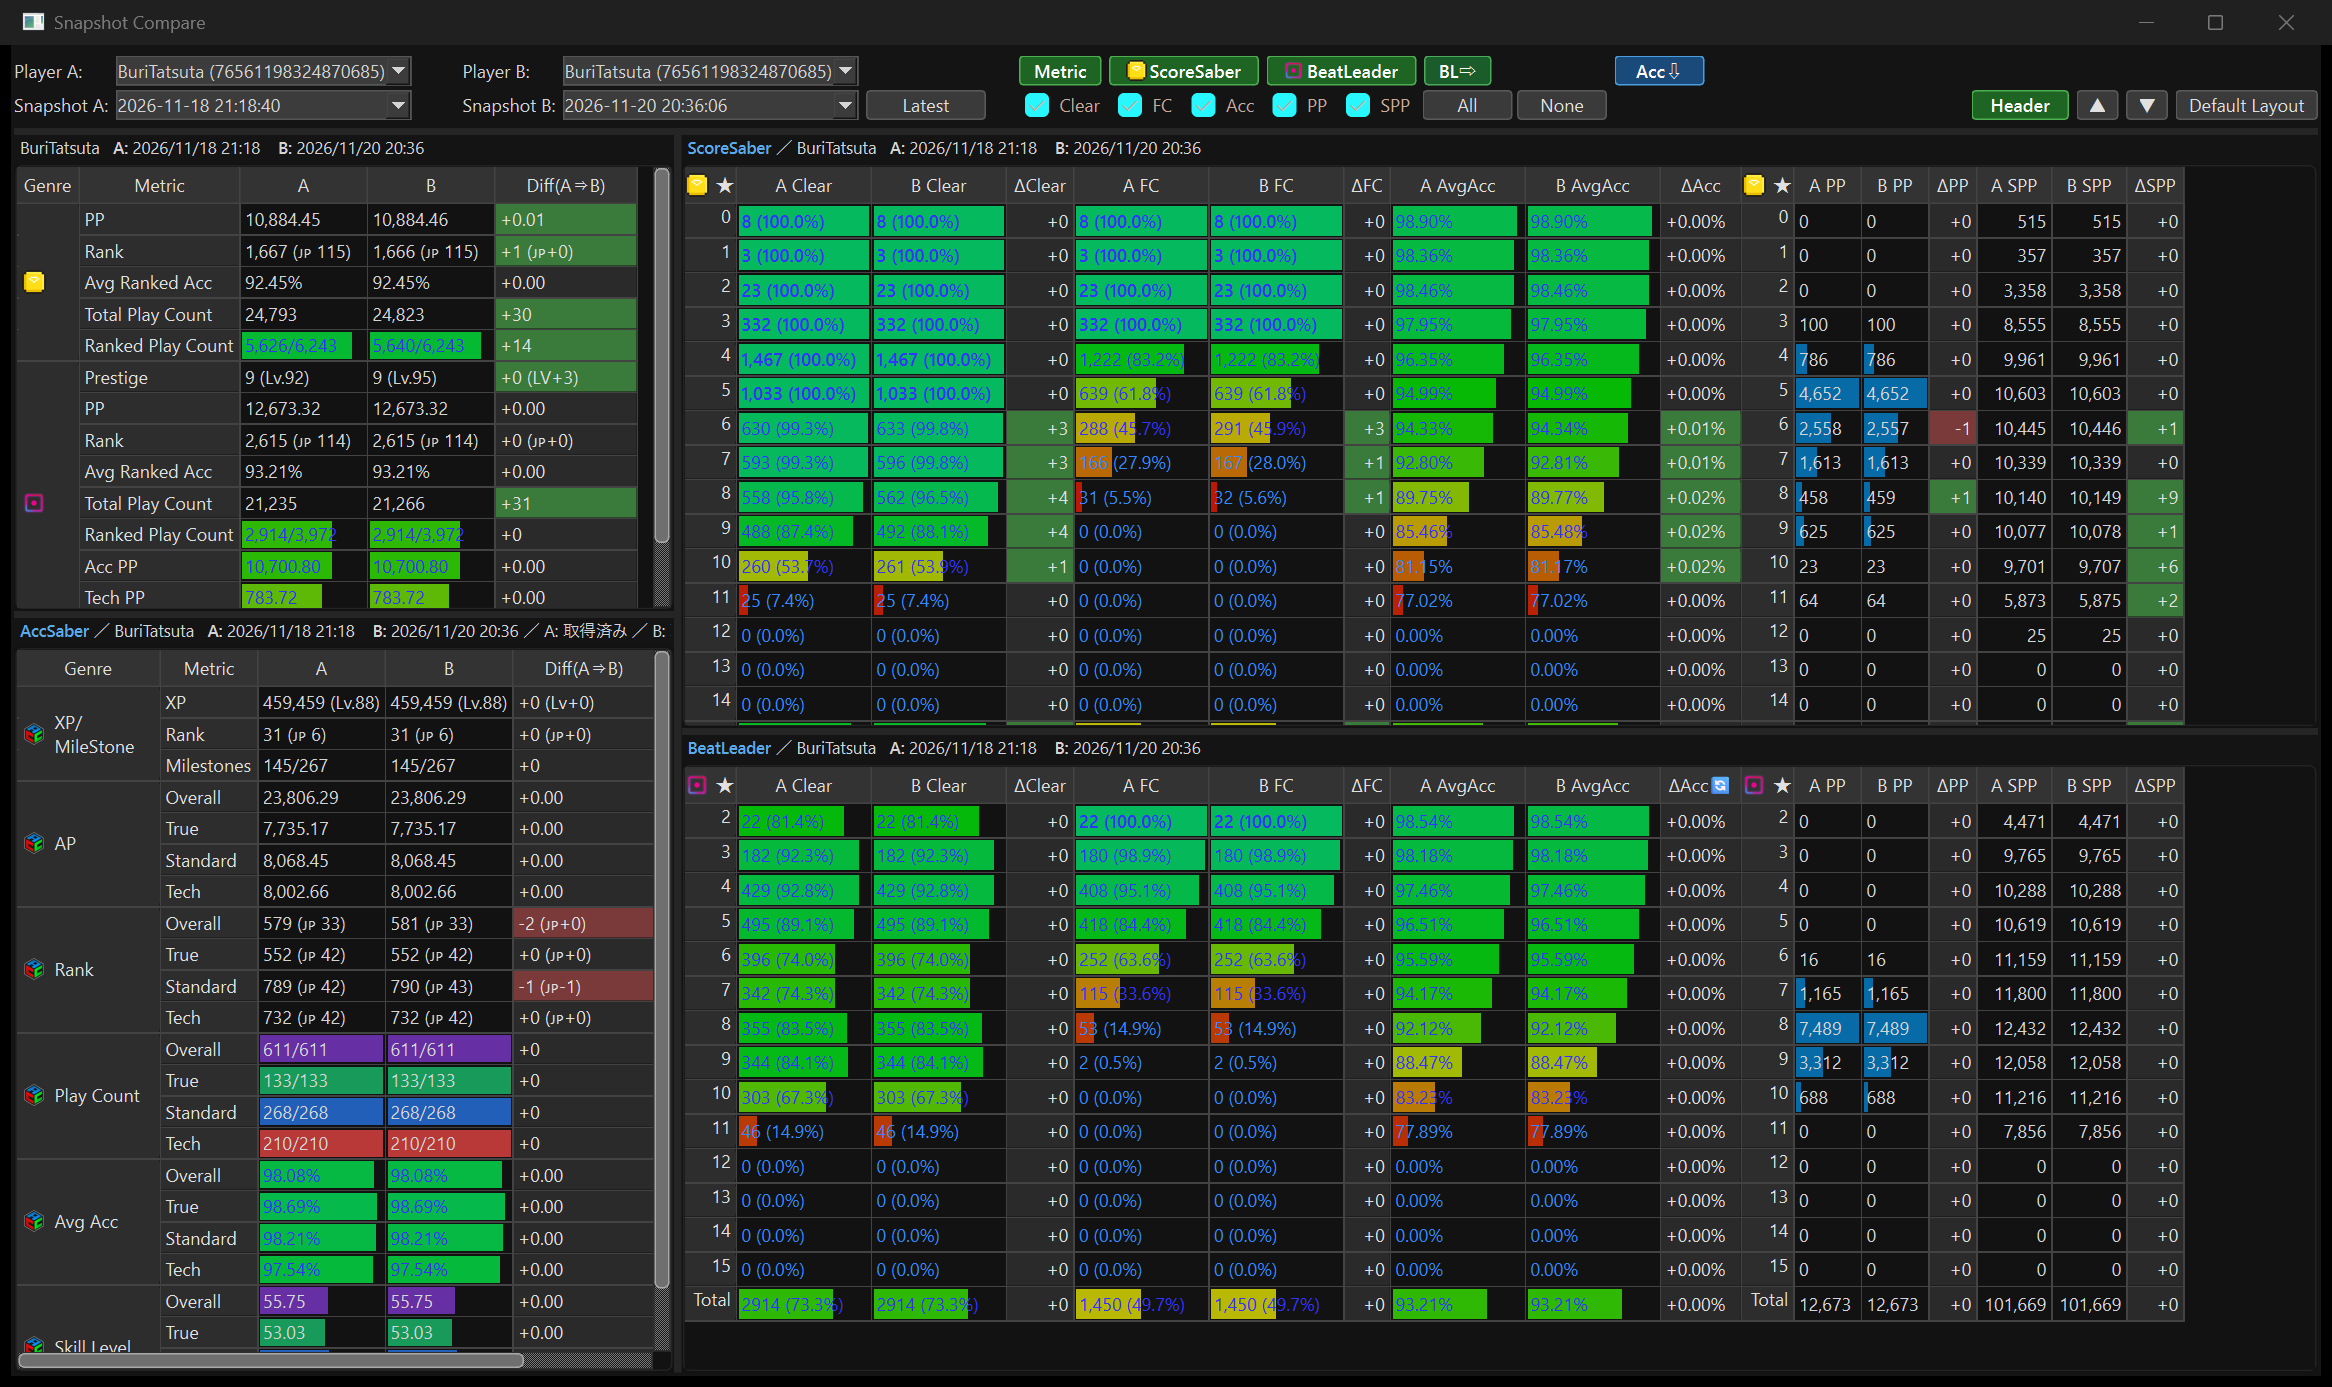 Snapshot Compare
Player A: BuriTatsuta (76561198324870685) Player B: BuriTatsuta (76561198324870685) Metric ScoreSaber BeatLeader BL⇨ Acc⇩
Snapshot A: 2026-11-18 21:18:40 Snapshot B: 2026-11-20 20:36:06 Latest Clear FC Acc PP SPP All None Header ▲ ▼ Default Layout
BuriTatsuta A: 2026/11/18 21:18 B: 2026/11/20 20:36
Genre Metric A B Diff(A⇒B)
PP 10,884.45 10,884.46 +0.01
Rank 1,667 (JP 115) 1,666 (JP 115) +1 (JP+0)
Avg Ranked Acc 92.45% 92.45% +0.00
Total Play Count 24,793 24,823 +30
Ranked Play Count 5,626/6,243 5,640/6,243 +14
Prestige 9 (Lv.92) 9 (Lv.95) +0 (LV+3)
PP 12,673.32 12,673.32 +0.00
Rank 2,615 (JP 114) 2,615 (JP 114) +0 (JP+0)
Avg Ranked Acc 93.21% 93.21% +0.00
Total Play Count 21,235 21,266 +31
Ranked Play Count 2,914/3,972 2,914/3,972 +0
Acc PP 10,700.80 10,700.80 +0.00
Tech PP 783.72 783.72 +0.00
AccSaber ／ BuriTatsuta A: 2026/11/18 21:18 B: 2026/11/20 20:36 ／ A: 取得済み ／ B:
Genre Metric A B Diff(A⇒B)
XP/
MileStone
XP 459,459 (Lv.88) 459,459 (Lv.88) +0 (Lv+0)
Rank 31 (JP 6) 31 (JP 6) +0 (JP+0)
Milestones 145/267 145/267 +0
AP
Overall 23,806.29 23,806.29 +0.00
True 7,735.17 7,735.17 +0.00
Standard 8,068.45 8,068.45 +0.00
Tech 8,002.66 8,002.66 +0.00
Rank
Overall 579 (JP 33) 581 (JP 33) -2 (JP+0)
True 552 (JP 42) 552 (JP 42) +0 (JP+0)
Standard 789 (JP 42) 790 (JP 43) -1 (JP-1)
Tech 732 (JP 42) 732 (JP 42) +0 (JP+0)
Play Count
Overall 611/611 611/611 +0
True 133/133 133/133 +0
Standard 268/268 268/268 +0
Tech 210/210 210/210 +0
Avg Acc
Overall 98.08% 98.08% +0.00
True 98.69% 98.69% +0.00
Standard 98.21% 98.21% +0.00
Tech 97.54% 97.54% +0.00
Skill Level
Overall 55.75 55.75 +0.00
True 53.03 53.03 +0.00
ScoreSaber ／ BuriTatsuta A: 2026/11/18 21:18 B: 2026/11/20 20:36
★ A Clear B Clear ΔClear A FC B FC ΔFC A AvgAcc B AvgAcc ΔAcc ★ A PP B PP ΔPP A SPP B SPP ΔSPP
0 8 (100.0%) 8 (100.0%) +0 8 (100.0%) 8 (100.0%) +0 98.90% 98.90% +0.00% 0 0 0 +0 515 515 +0
1 3 (100.0%) 3 (100.0%) +0 3 (100.0%) 3 (100.0%) +0 98.36% 98.36% +0.00% 1 0 0 +0 357 357 +0
2 23 (100.0%) 23 (100.0%) +0 23 (100.0%) 23 (100.0%) +0 98.46% 98.46% +0.00% 2 0 0 +0 3,358 3,358 +0
3 332 (100.0%) 332 (100.0%) +0 332 (100.0%) 332 (100.0%) +0 97.95% 97.95% +0.00% 3 100 100 +0 8,555 8,555 +0
4 1,467 (100.0%) 1,467 (100.0%) +0 1,222 (83.2%) 1,222 (83.2%) +0 96.35% 96.35% +0.00% 4 786 786 +0 9,961 9,961 +0
5 1,033 (100.0%) 1,033 (100.0%) +0 639 (61.8%) 639 (61.8%) +0 94.99% 94.99% +0.00% 5 4,652 4,652 +0 10,603 10,603 +0
6 630 (99.3%) 633 (99.8%) +3 288 (45.7%) 291 (45.9%) +3 94.33% 94.34% +0.01% 6 2,558 2,557 -1 10,445 10,446 +1
7 593 (99.3%) 596 (99.8%) +3 166 (27.9%) 167 (28.0%) +1 92.80% 92.81% +0.01% 7 1,613 1,613 +0 10,339 10,339 +0
8 558 (95.8%) 562 (96.5%) +4 31 (5.5%) 32 (5.6%) +1 89.75% 89.77% +0.02% 8 458 459 +1 10,140 10,149 +9
9 488 (87.4%) 492 (88.1%) +4 0 (0.0%) 0 (0.0%) +0 85.46% 85.48% +0.02% 9 625 625 +0 10,077 10,078 +1
10 260 (53.7%) 261 (53.9%) +1 0 (0.0%) 0 (0.0%) +0 81.15% 81.17% +0.02% 10 23 23 +0 9,701 9,707 +6
11 25 (7.4%) 25 (7.4%) +0 0 (0.0%) 0 (0.0%) +0 77.02% 77.02% +0.00% 11 64 64 +0 5,873 5,875 +2
12 0 (0.0%) 0 (0.0%) +0 0 (0.0%) 0 (0.0%) +0 0.00% 0.00% +0.00% 12 0 0 +0 25 25 +0
13 0 (0.0%) 0 (0.0%) +0 0 (0.0%) 0 (0.0%) +0 0.00% 0.00% +0.00% 13 0 0 +0 0 0 +0
14 0 (0.0%) 0 (0.0%) +0 0 (0.0%) 0 (0.0%) +0 0.00% 0.00% +0.00% 14 0 0 +0 0 0 +0
BeatLeader ／ BuriTatsuta A: 2026/11/18 21:18 B: 2026/11/20 20:36
★ A Clear B Clear ΔClear A FC B FC ΔFC A AvgAcc B AvgAcc ΔAcc ★ A PP B PP ΔPP A SPP B SPP ΔSPP
2 22 (81.4%) 22 (81.4%) +0 22 (100.0%) 22 (100.0%) +0 98.54% 98.54% +0.00% 2 0 0 +0 4,471 4,471 +0
3 182 (92.3%) 182 (92.3%) +0 180 (98.9%) 180 (98.9%) +0 98.18% 98.18% +0.00% 3 0 0 +0 9,765 9,765 +0
4 429 (92.8%) 429 (92.8%) +0 408 (95.1%) 408 (95.1%) +0 97.46% 97.46% +0.00% 4 0 0 +0 10,288 10,288 +0
5 495 (89.1%) 495 (89.1%) +0 418 (84.4%) 418 (84.4%) +0 96.51% 96.51% +0.00% 5 0 0 +0 10,619 10,619 +0
6 396 (74.0%) 396 (74.0%) +0 252 (63.6%) 252 (63.6%) +0 95.59% 95.59% +0.00% 6 16 16 +0 11,159 11,159 +0
7 342 (74.3%) 342 (74.3%) +0 115 (33.6%) 115 (33.6%) +0 94.17% 94.17% +0.00% 7 1,165 1,165 +0 11,800 11,800 +0
8 355 (83.5%) 355 (83.5%) +0 53 (14.9%) 53 (14.9%) +0 92.12% 92.12% +0.00% 8 7,489 7,489 +0 12,432 12,432 +0
9 344 (84.1%) 344 (84.1%) +0 2 (0.5%) 2 (0.5%) +0 88.47% 88.47% +0.00% 9 3,312 3,312 +0 12,058 12,058 +0
10 303 (67.3%) 303 (67.3%) +0 0 (0.0%) 0 (0.0%) +0 83.23% 83.23% +0.00% 10 688 688 +0 11,216 11,216 +0
11 46 (14.9%) 46 (14.9%) +0 0 (0.0%) 0 (0.0%) +0 77.89% 77.89% +0.00% 11 0 0 +0 7,856 7,856 +0
12 0 (0.0%) 0 (0.0%) +0 0 (0.0%) 0 (0.0%) +0 0.00% 0.00% +0.00% 12 0 0 +0 0 0 +0
13 0 (0.0%) 0 (0.0%) +0 0 (0.0%) 0 (0.0%) +0 0.00% 0.00% +0.00% 13 0 0 +0 0 0 +0
14 0 (0.0%) 0 (0.0%) +0 0 (0.0%) 0 (0.0%) +0 0.00% 0.00% +0.00% 14 0 0 +0 0 0 +0
15 0 (0.0%) 0 (0.0%) +0 0 (0.0%) 0 (0.0%) +0 0.00% 0.00% +0.00% 15 0 0 +0 0 0 +0
Total 2914 (73.3%) 2914 (73.3%) +0 1,450 (49.7%) 1,450 (49.7%) +0 93.21% 93.21% +0.00% Total 12,673 12,673 +0 101,669 101,669 +0